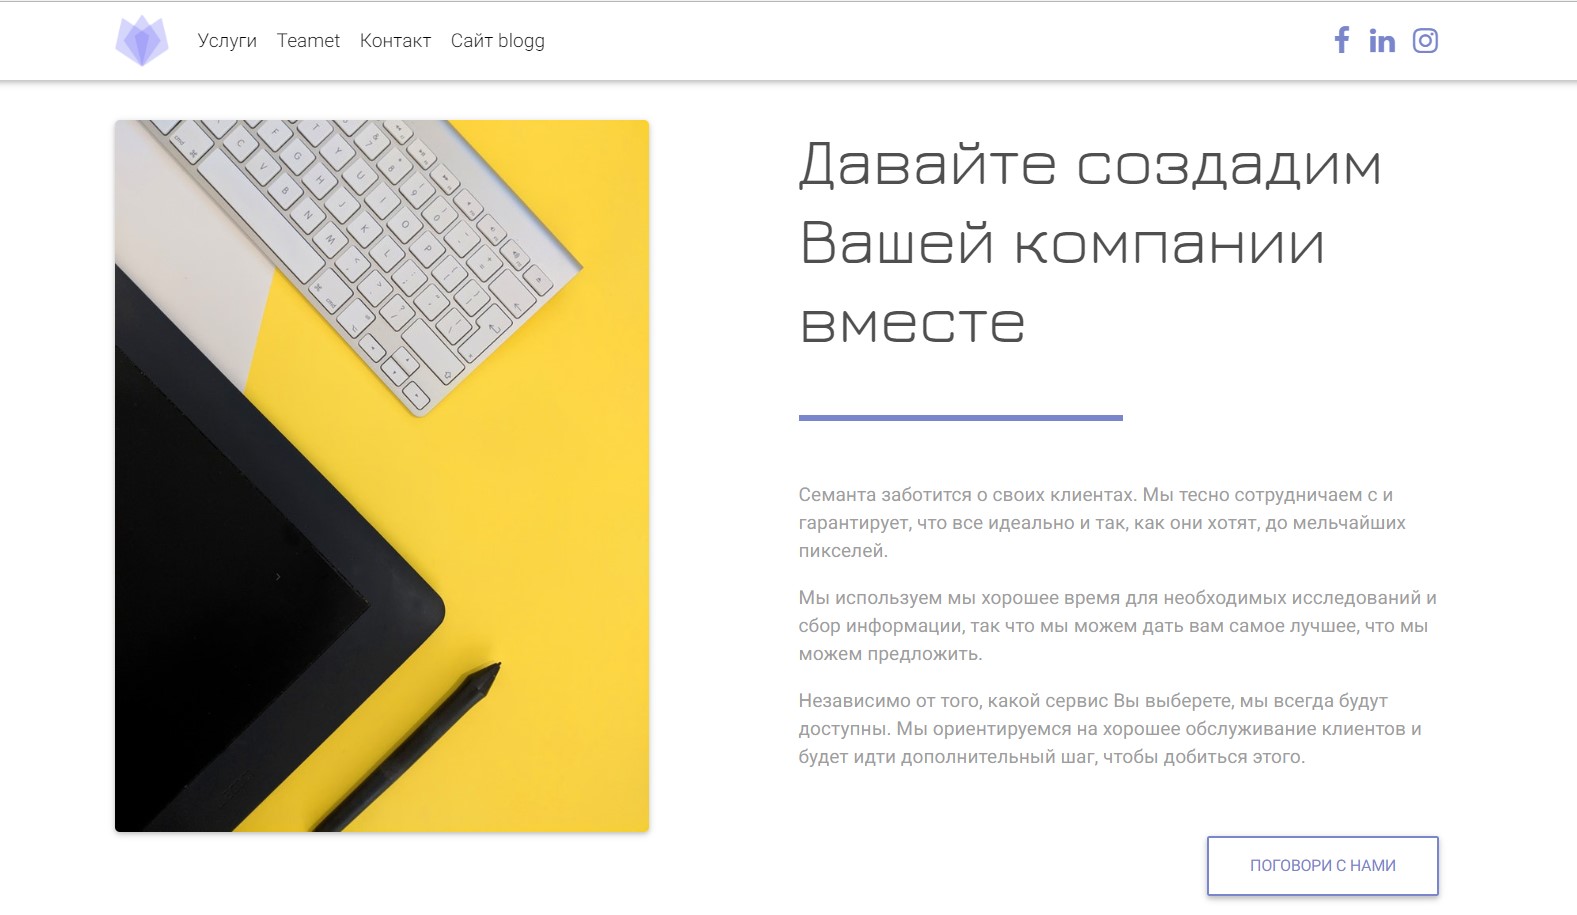 Услуги Teamet Контакт Сайт blogg
Давайте создадим
Вашей компании
вместе
Семанта заботится о своих клиентах. Мы тесно сотрудничаем с и
гарантирует, что все идеально и так, как они хотят, до мельчайших
пикселей.
Мы используем мы хорошее время для необходимых исследований и
сбор информации, так что мы можем дать вам самое лучшее, что мы
можем предложить.
Независимо от того, какой сервис Вы выберете, мы всегда будут
доступны. Мы ориентируемся на хорошее обслуживание клиентов и
будет идти дополнительный шаг, чтобы добиться этого.
ПОГОВОРИ С НАМИ